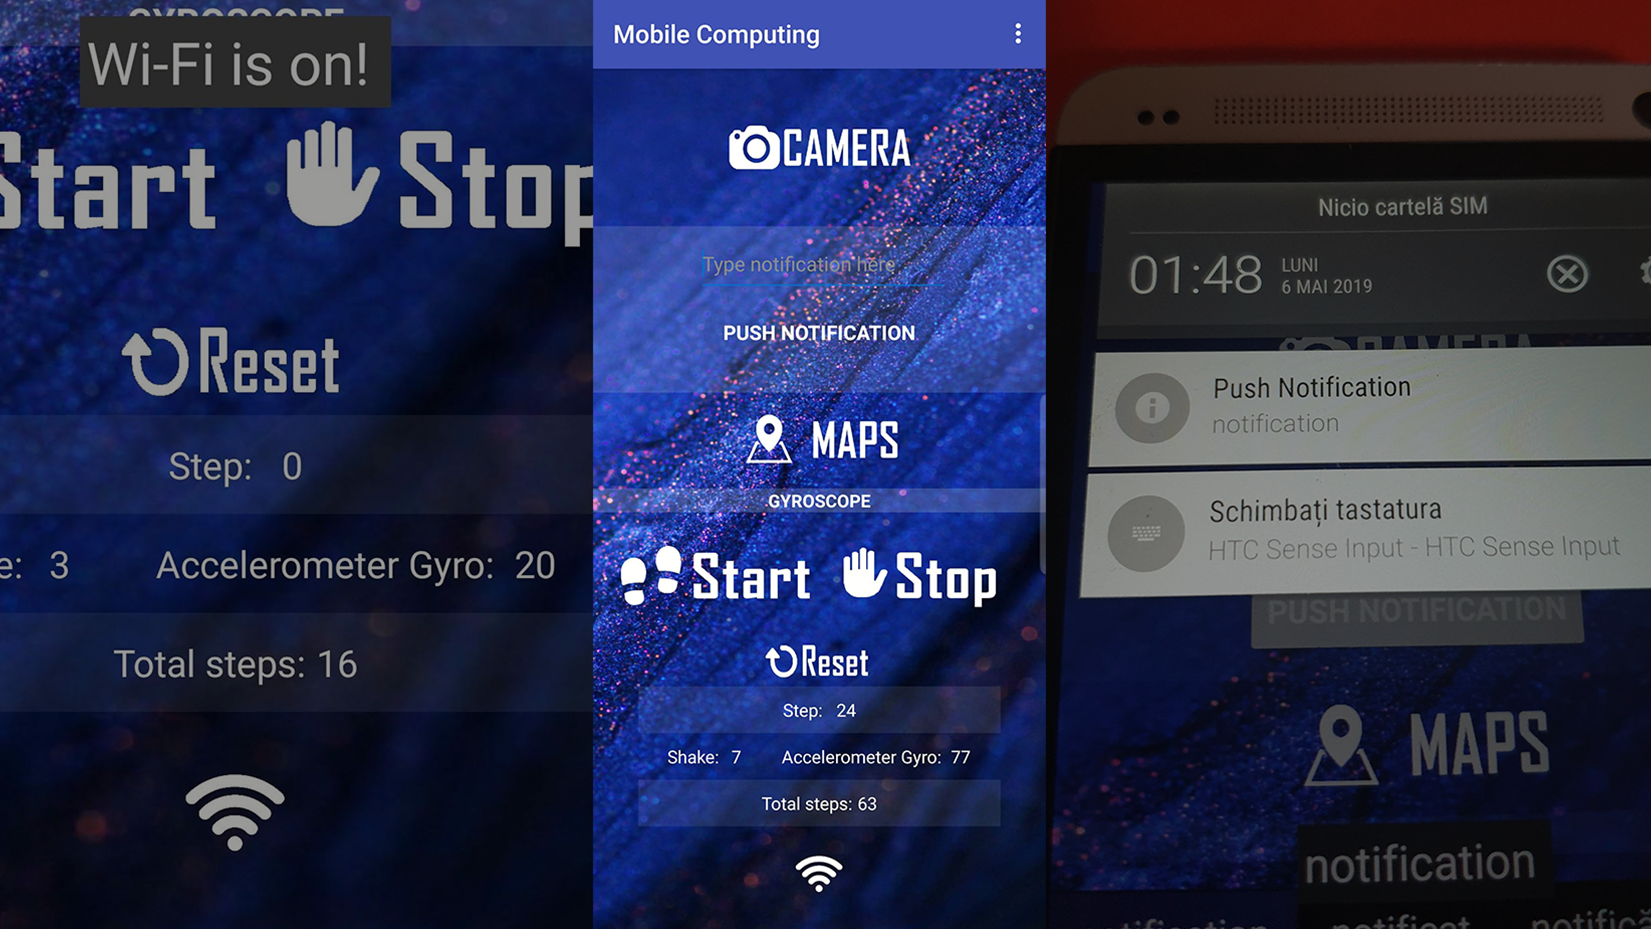 GYROSCOPE
Wi-Fi is on!
Start Stop
Reset
Step: 0
e: 3 Accelerometer Gyro: 20
Total steps: 16
Mobile Computing
CAMERA
Type notification here
PUSH NOTIFICATION
MAPS
GYROSCOPE
Start Stop
Reset
Step: 24
Shake: 7 Accelerometer Gyro: 77
Total steps: 63
Nicio cartelă SIM
01:48 LUNI
6 MAI 2019
CAMERA
Push Notification
notification
Schimbați tastatura
HTC Sense Input - HTC Sense Input
PUSH NOTIFICATION
MAPS
notification